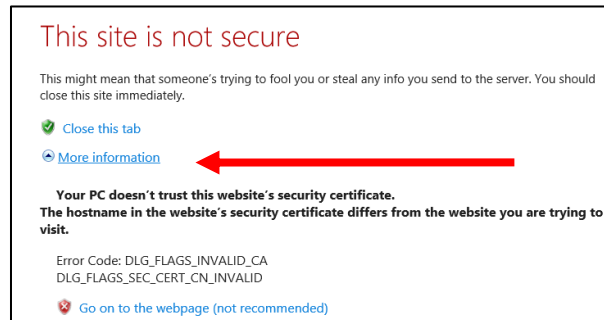 This site is not secure
This might mean that someone's trying to fool you or steal any info you send to the server. You should
close this site immediately.
Close this tab
More information
Your PC doesn't trust this website's security certificate.
The hostname in the website's security certificate differs from the website you are trying to
visit.
Error Code: DLG_FLAGS_INVALID_CA
DLG_FLAGS_SEC_CERT_CN_INVALID
Go on to the webpage (not recommended)